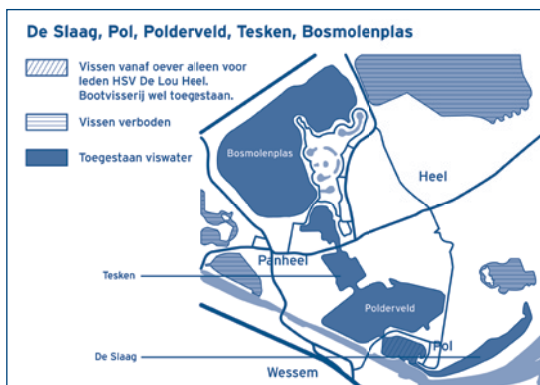 De Slaag, Pol, Polderveld, Tesken, Bosmolenplas
Vissen vanaf oever alleen voor
leden HSV De Lou Heel.
Bootvisserij wel toegestaan.
Vissen verboden
Toegestaan viswater
Bosmolenplas
Heel
Panheel
Tesken
Polderveld
Pol
De Slaag
Wessem